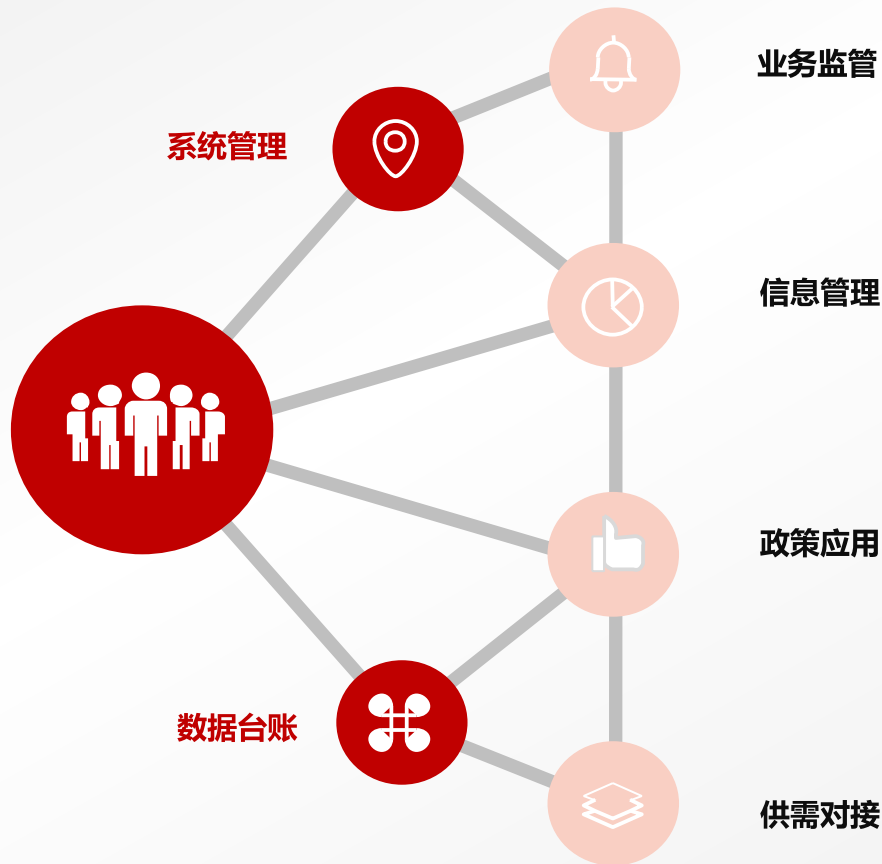 业务监管
系统管理
信息管理
政策应用
数据台账
供需对接